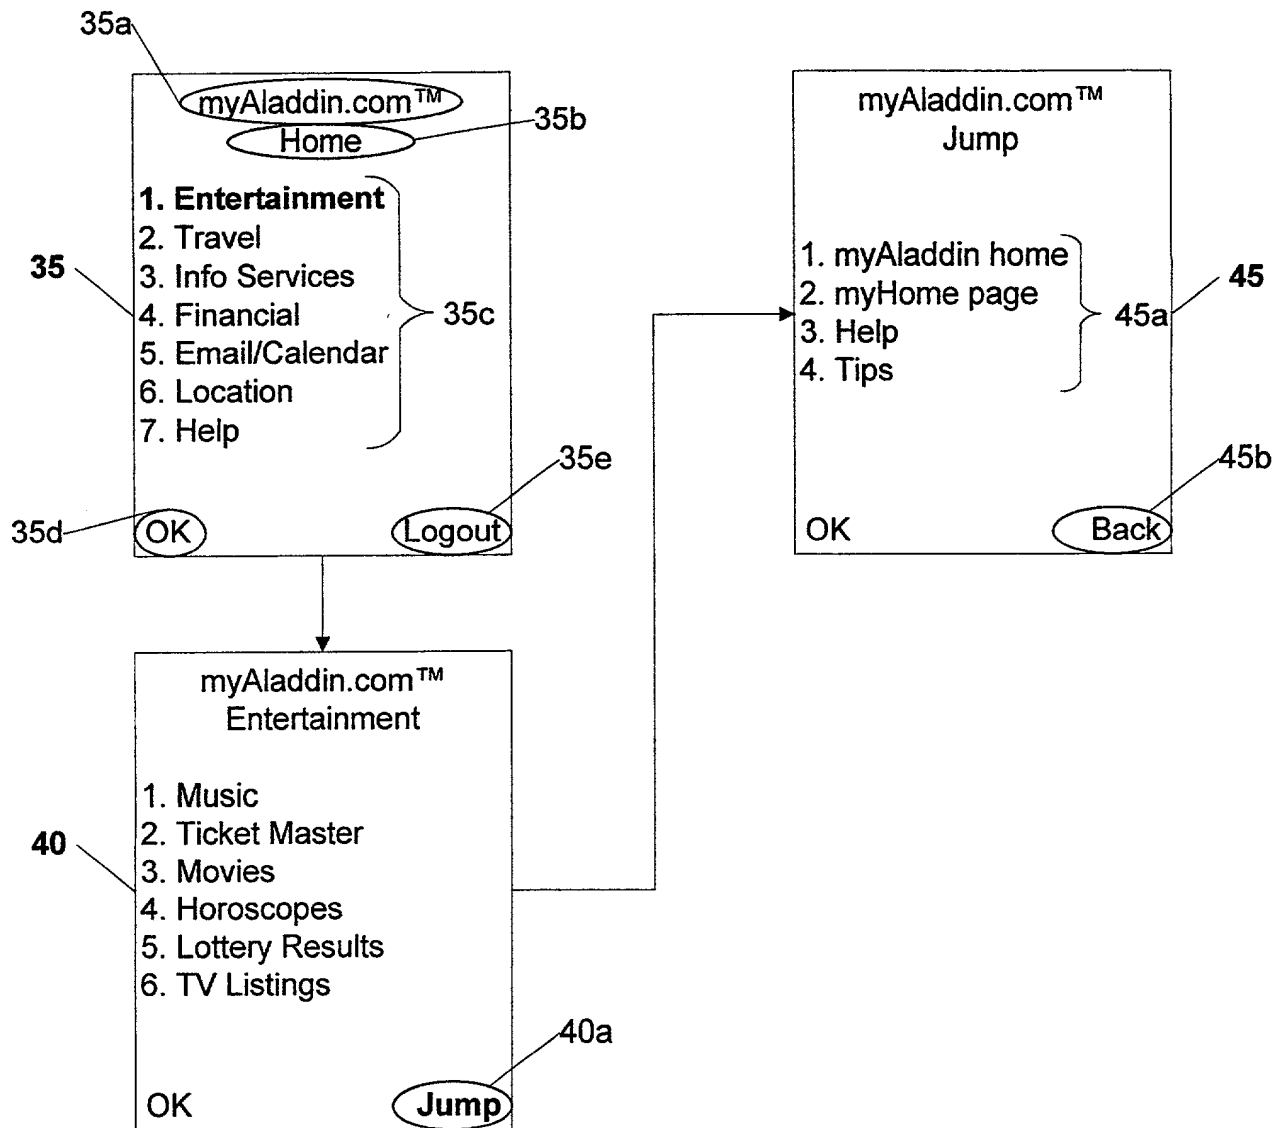 35a
myAladdin.com™
Home
35b
1. Entertainment
2. Travel
3. Info Services
4. Financial
5. Email/Calendar
6. Location
7. Help
35
35c
35e
35d
OK
Logout
myAladdin.com™
Jump
1. myAladdin home
2. myHome page
3. Help
4. Tips
45a
45
45b
OK
Back
myAladdin.com™
Entertainment
1. Music
2. Ticket Master
3. Movies
4. Horoscopes
5. Lottery Results
6. TV Listings
40
40a
OK
Jump